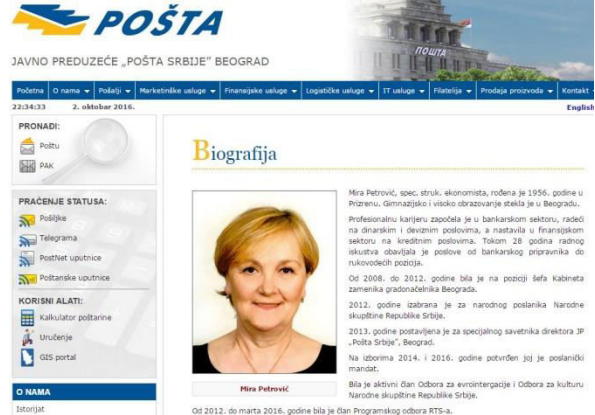 POŠTA
JAVNO PREDUZEĆE „POŠTA SRBIJE” BEOGRAD
ПОШТА
Početna O nama Pošalji Marketinške usluge Finansijske usluge Logističke usluge IT usluge Filatelija Prodaja proizvoda Kontakt
22:34:33 2. oktobar 2016. English
PRONAĐI:
Poštu
PAK
PRAĆENJE STATUSA:
Pošiljke
Telegrama
PostNet uputnice
Poštanske uputnice
KORISNI ALATI:
Kalkulator poštarine
Uručenje
GIS portal
O NAMA
Istorijat
Biografija
Mira Petrović
Mira Petrović, spec. struk. ekonomista, rođena je 1956. godine u
Prizrenu. Gimnazijsko i visoko obrazovanje stekla je u Beogradu.
Profesionalnu karijeru započela je u bankarskom sektoru, radeći
na dinarskim i deviznim poslovima, a nastavila u finansijskom
sektoru na kreditnim poslovima. Tokom 28 godina radnog
iskustva obavljala je poslove od bankarskog pripravnika do
rukovodećih pozicija.
Od 2008. do 2012. godine bila je na poziciji šefa Kabineta
zamenika gradonačelnika Beograda.
2012. godine izabrana je za narodnog poslanika Narodne
skupštine Republike Srbije.
2013. godine postavljena je za specijalnog savetnika direktora JP
„Pošta Srbije”, Beograd.
Na izborima 2014. i 2016. godine potvrđen joj je poslanički
mandat.
Bila je aktivni član Odbora za evrointergacije i Odbora za kulturu
Narodne skupštine Republike Srbije.
Od 2012. do marta 2016. godine bila je član Programskog odbora RTS-a.